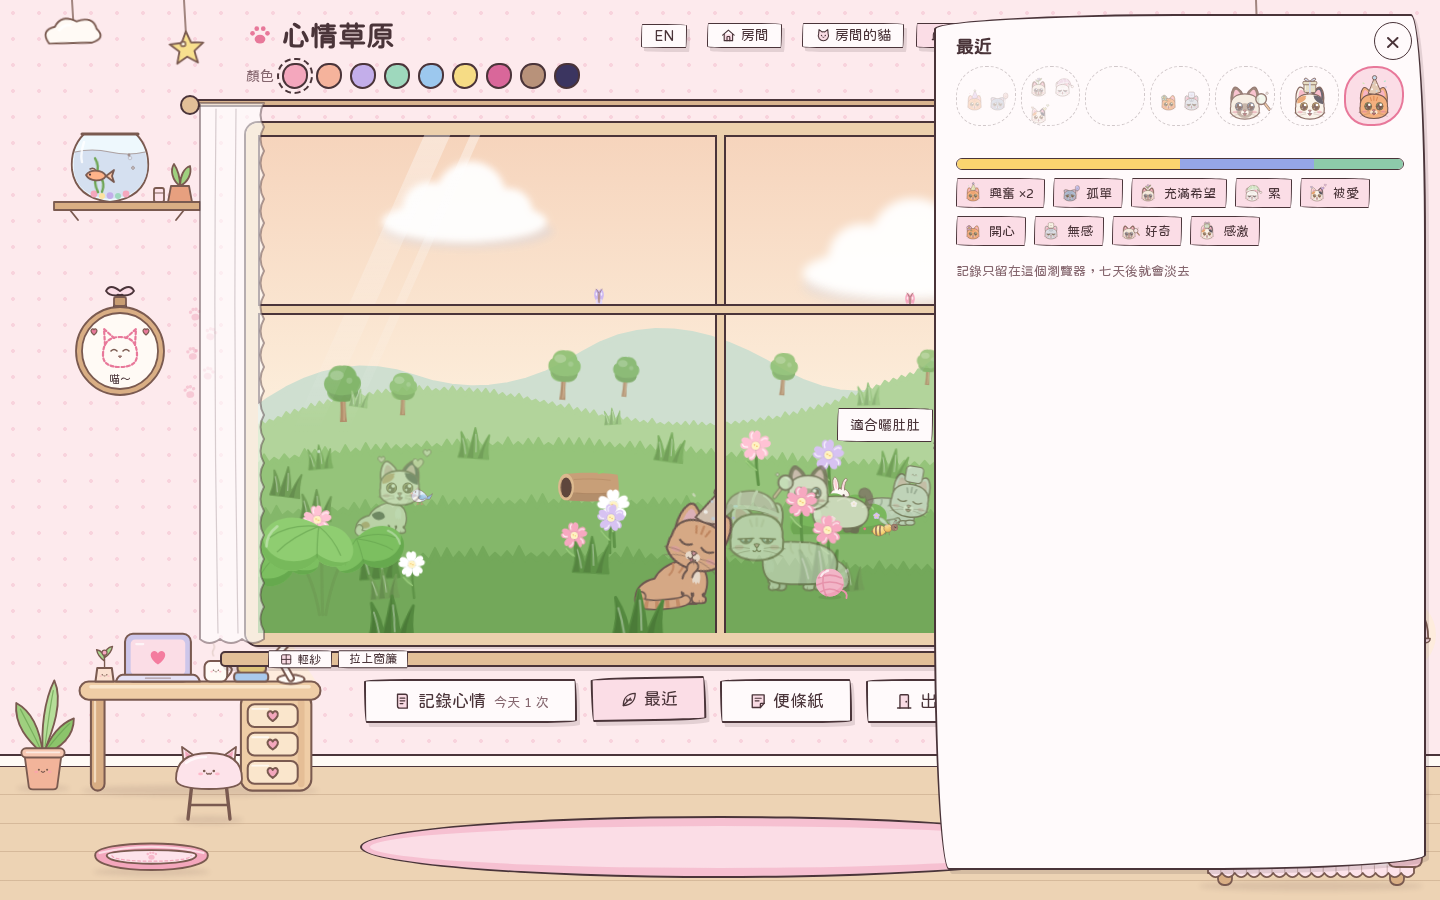 心情草原
EN
房間
房間的貓
顏色
最近
興奮 ×2
孤單
充滿希望
累
被愛
開心
無感
好奇
感激
記錄只留在這個瀏覽器，七天後就會淡去
喵～
適合曬肚肚
輕紗
拉上窗簾
記錄心情 今天 1 次
最近
便條紙
出